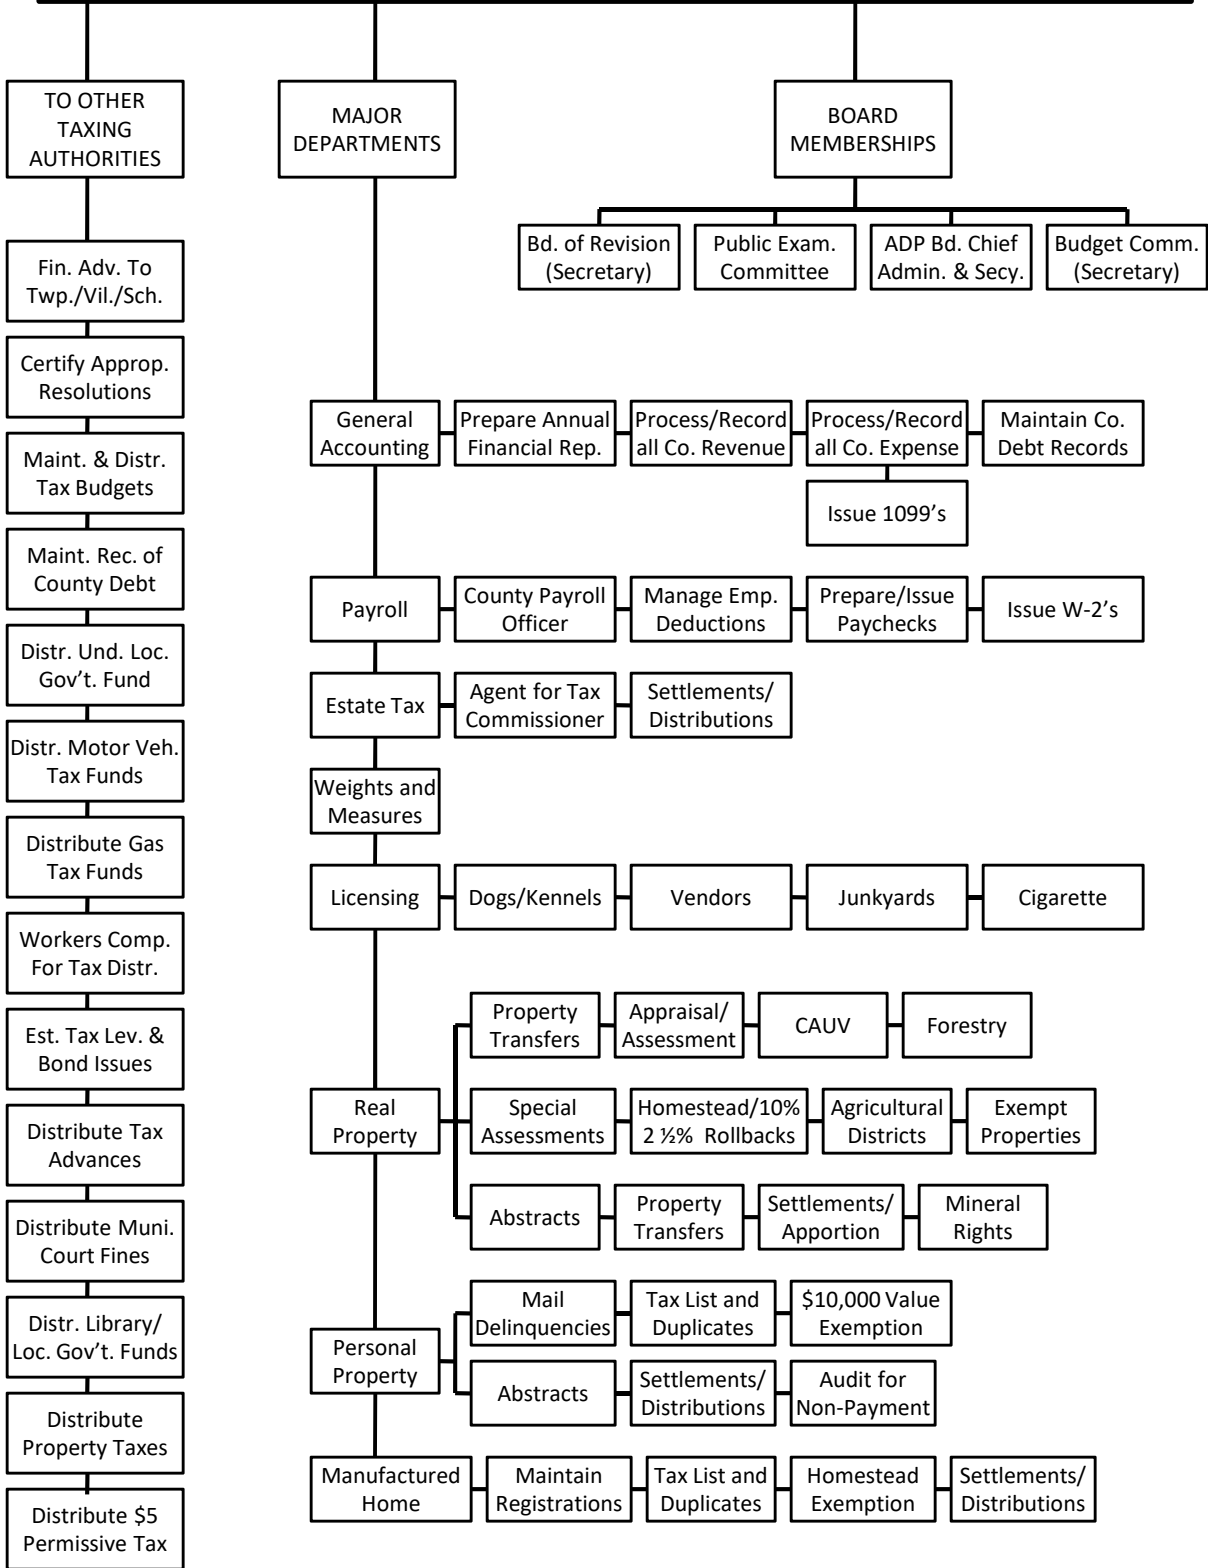 TO OTHER
TAXING
AUTHORITIES
MAJOR
DEPARTMENTS
BOARD
MEMBERSHIPS
Bd. of Revision
(Secretary)
Public Exam.
Committee
ADP Bd. Chief
Admin. & Secy.
Budget Comm.
(Secretary)
Fin. Adv. To
Twp./Vil./Sch.
Certify Approp.
Resolutions
Maint. & Distr.
Tax Budgets
Maint. Rec. of
County Debt
Distr. Und. Loc.
Gov’t. Fund
Distr. Motor Veh.
Tax Funds
Distribute Gas
Tax Funds
Workers Comp.
For Tax Distr.
Est. Tax Lev. &
Bond Issues
Distribute Tax
Advances
Distribute Muni.
Court Fines
Distr. Library/
Loc. Gov’t. Funds
Distribute
Property Taxes
Distribute $5
Permissive Tax
General
Accounting
Prepare Annual
Financial Rep.
Process/Record
all Co. Revenue
Process/Record
all Co. Expense
Maintain Co.
Debt Records
Issue 1099’s
Payroll
County Payroll
Officer
Manage Emp.
Deductions
Prepare/Issue
Paychecks
Issue W-2’s
Estate Tax
Agent for Tax
Commissioner
Settlements/
Distributions
Weights and
Measures
Licensing
Dogs/Kennels
Vendors
Junkyards
Cigarette
Real
Property
Property
Transfers
Appraisal/
Assessment
CAUV
Forestry
Special
Assessments
Homestead/10%
2 ½%  Rollbacks
Agricultural
Districts
Exempt
Properties
Abstracts
Property
Transfers
Settlements/
Apportion
Mineral
Rights
Personal
Property
Mail
Delinquencies
Tax List and
Duplicates
$10,000 Value
Exemption
Abstracts
Settlements/
Distributions
Audit for
Non-Payment
Manufactured
Home
Maintain
Registrations
Tax List and
Duplicates
Homestead
Exemption
Settlements/
Distributions